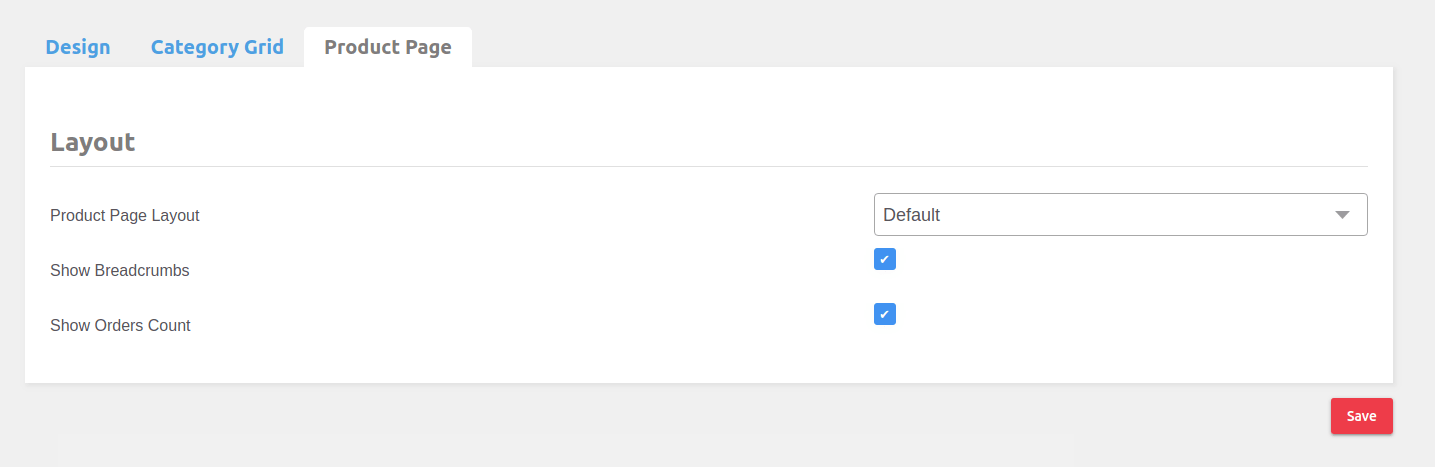 Design Category Grid Product Page
Layout
Product Page Layout Default
Show Breadcrumbs
Show Orders Count
Save